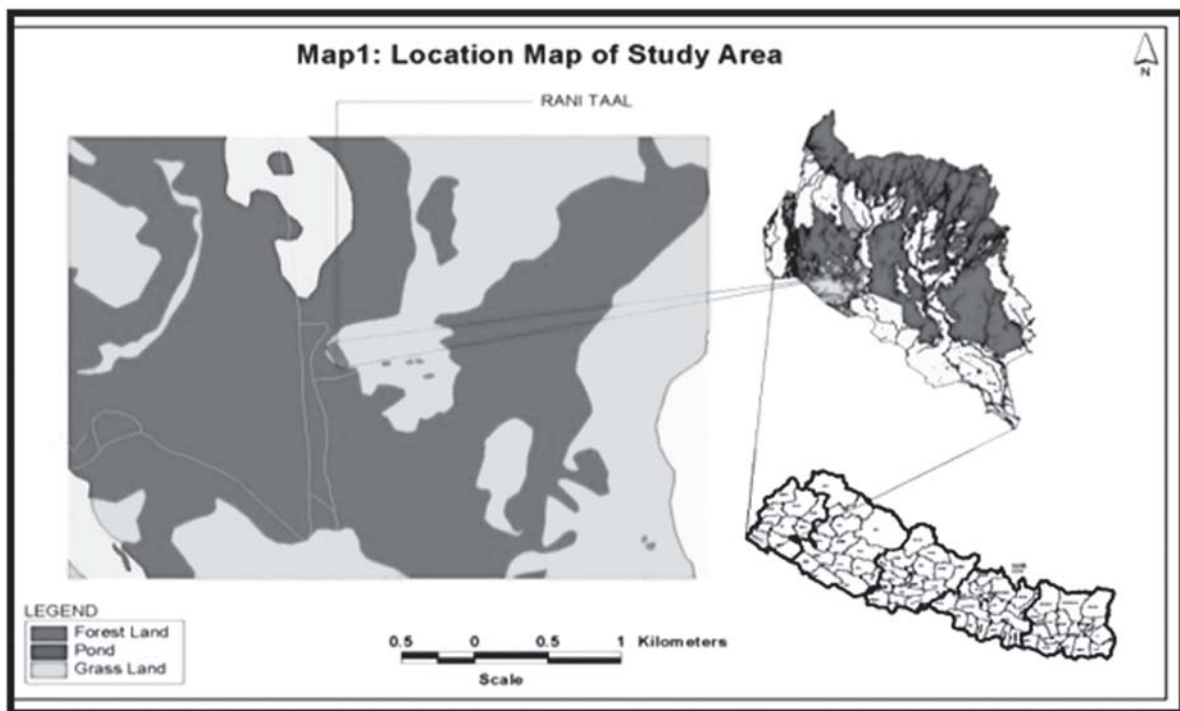 Map1: Location Map of Study Area
N
RANI TAAL
LEGEND
Forest Land
Pond
Grass Land
0.5 0 0.5 1 Kilometers
Scale